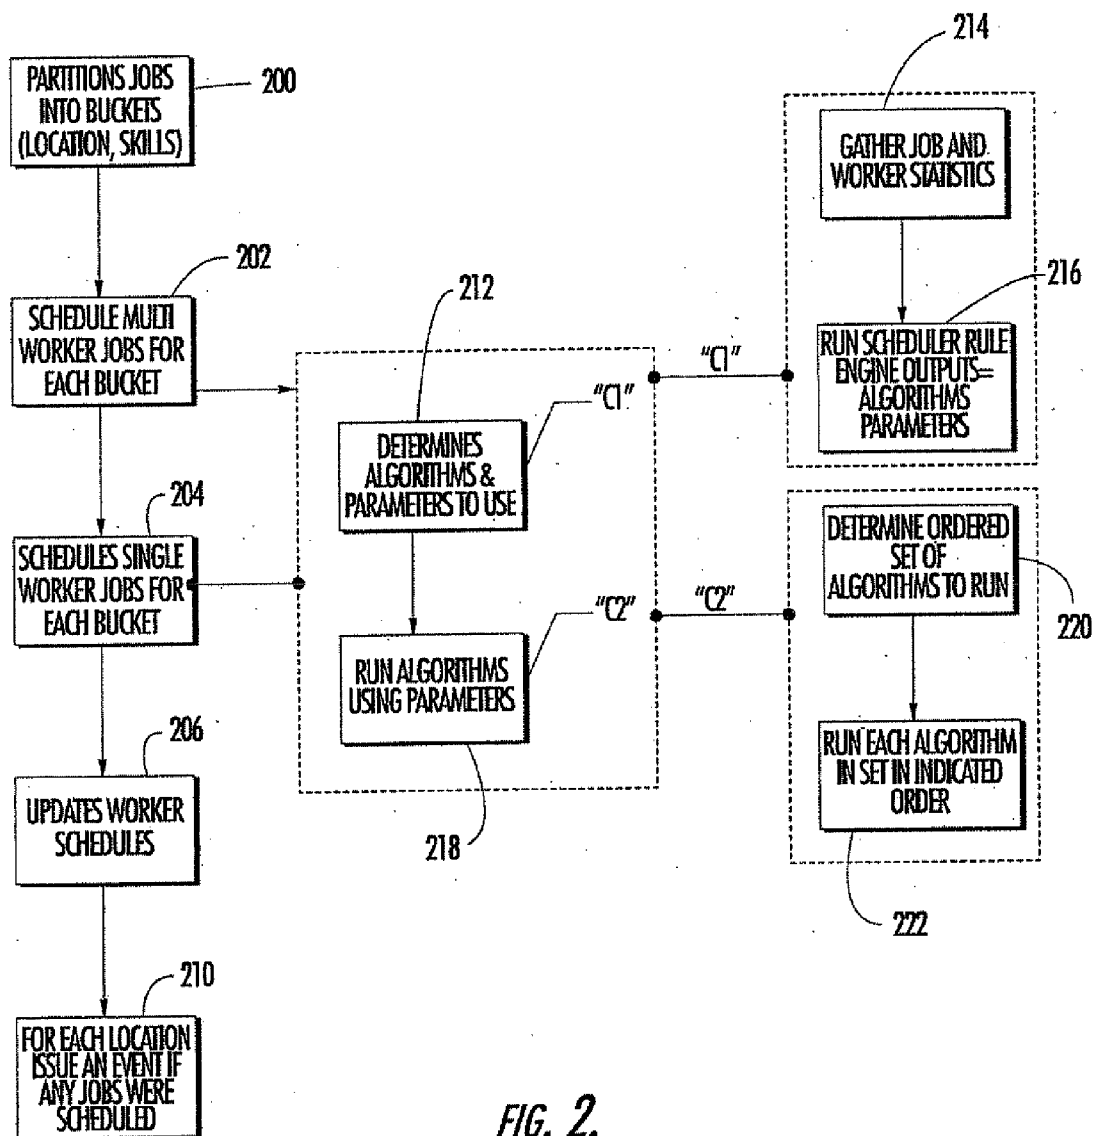 PARTITIONS JOBS
INTO BUCKETS
(LOCATION, SKILLS)
200
SCHEDULE MULTI
WORKER JOBS FOR
EACH BUCKET
202
SCHEDULES SINGLE
WORKER JOBS FOR
EACH BUCKET
204
UPDATES WORKER
SCHEDULES
206
FOR EACH LOCATION
ISSUE AN EVENT IF
ANY JOBS WERE
SCHEDULED
210
212
DETERMINES
ALGORITHMS &
PARAMETERS TO USE
"C1"
RUN ALGORITHMS
USING PARAMETERS
"C2"
218
"C1"
"C2"
214
GATHER JOB AND
WORKER STATISTICS
216
RUN SCHEDULER RULE
ENGINE OUTPUTS=
ALGORITHMS
PARAMETERS
DETERMINE ORDERED
SET OF
ALGORITHMS TO RUN
220
RUN EACH ALGORITHM
IN SET IN INDICATED
ORDER
222
FIG. 2.